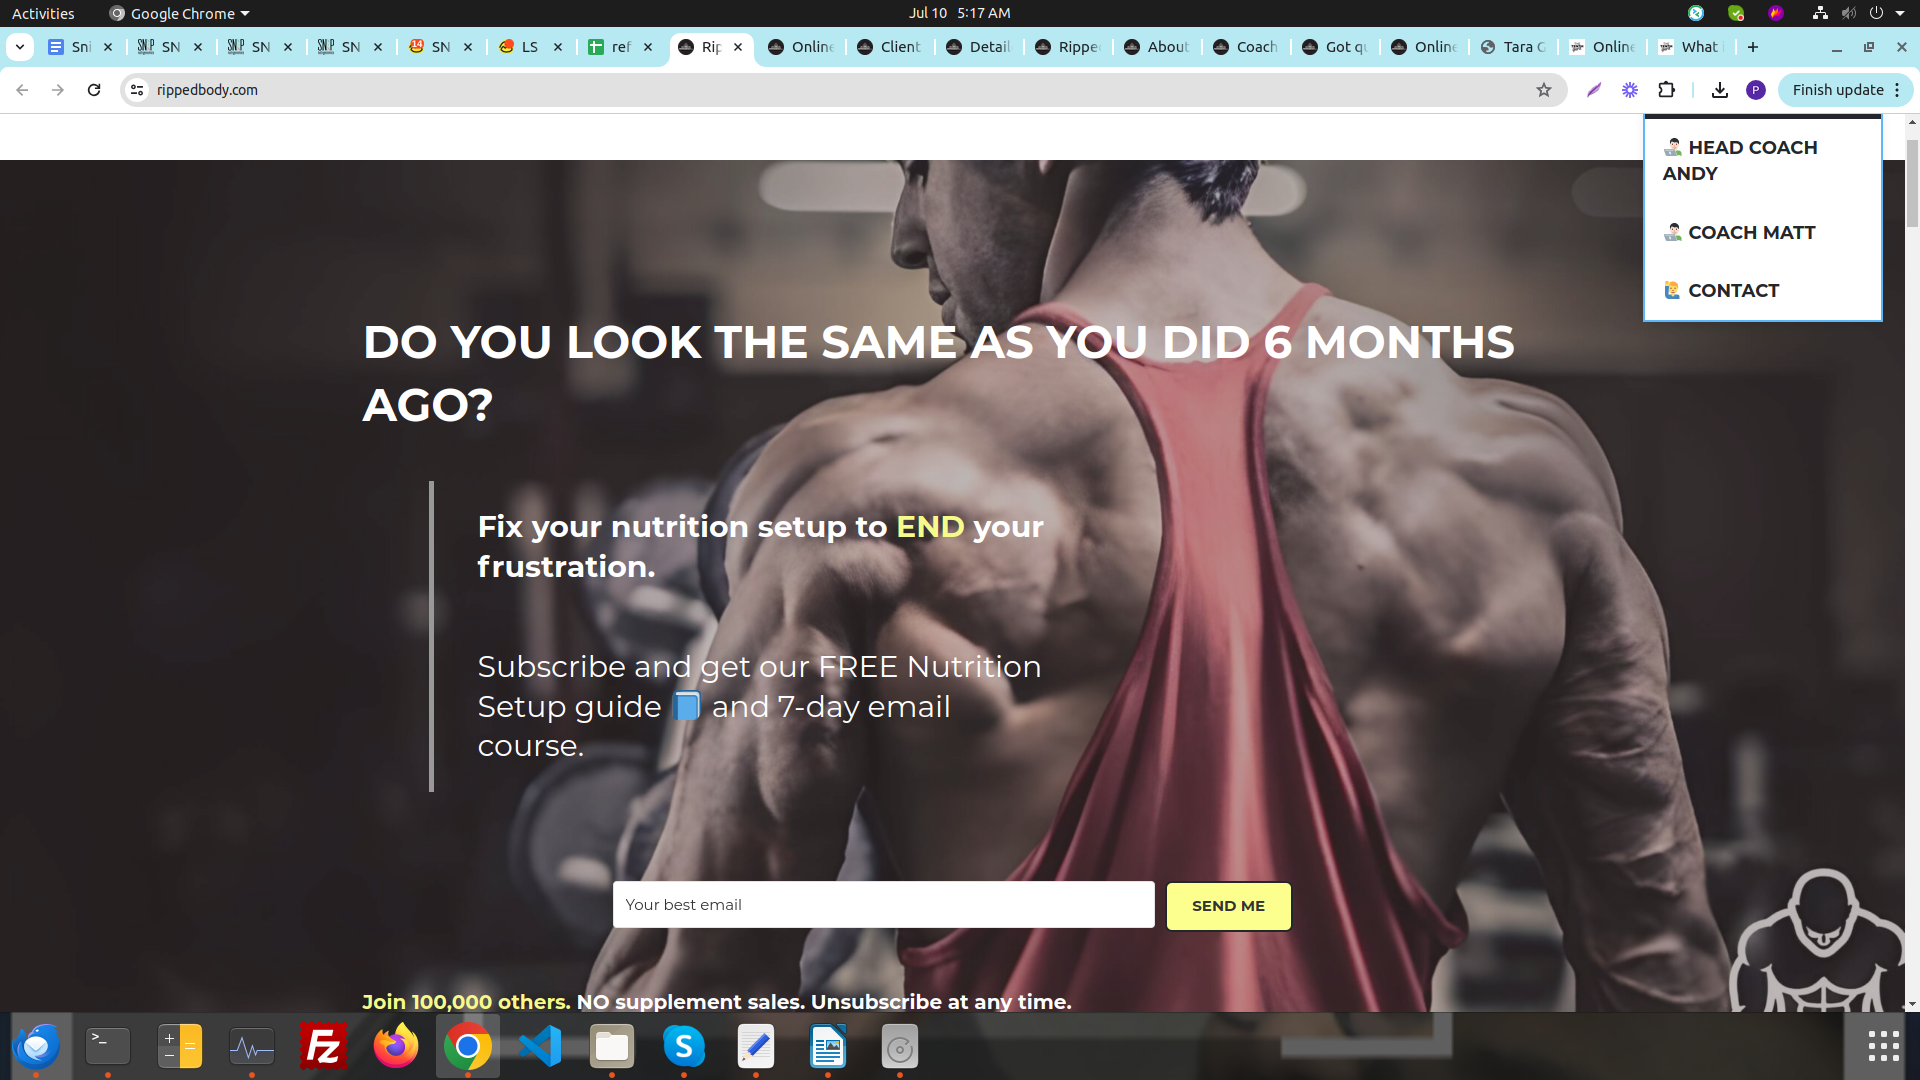 Activities
Google Chrome
Jul 10 5:17 AM
Sni
SN
SN
SN
14
SN
LS
ref
Rip
Online
Client
Detail
Ripped
About
Coach
Got qu
Online
Tara G
Online
What i
rippedbody.com
P
Finish update
HEAD COACH
ANDY
COACH MATT
CONTACT
DO YOU LOOK THE SAME AS YOU DID 6 MONTHS
AGO?
Fix your nutrition setup to END your
frustration.
Subscribe and get our FREE Nutrition
Setup guide 📘 and 7-day email
course.
Your best email
SEND ME
Join 100,000 others. NO supplement sales. Unsubscribe at any time.